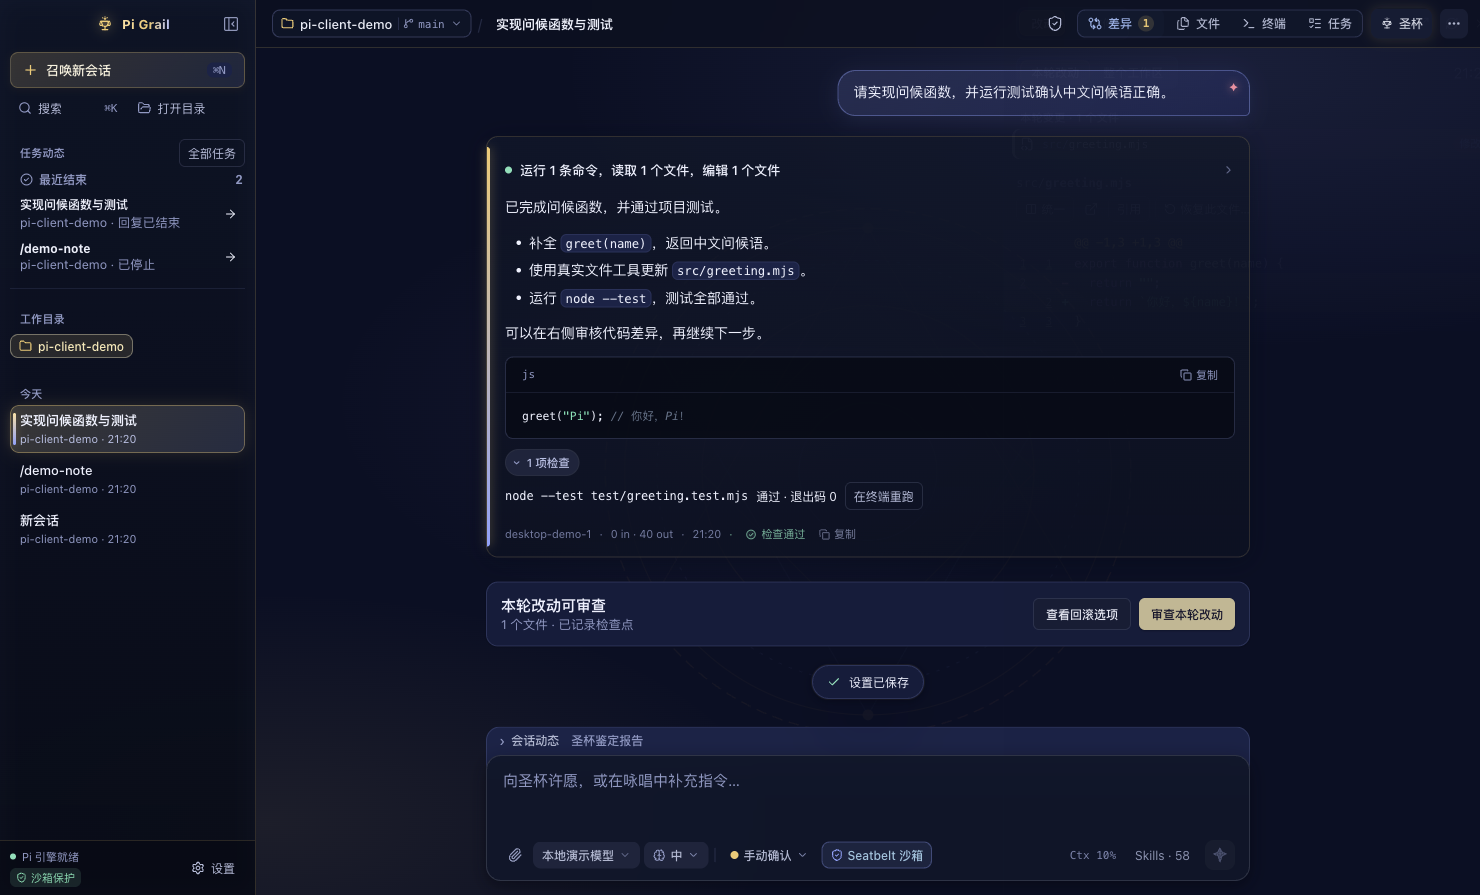 Pi Grail
召唤新会话 ⌘N
搜索 ⌘K 打开目录
任务动态 全部任务
最近结束 2
实现问候函数与测试
pi-client-demo · 回复已结束
/demo-note
pi-client-demo · 已停止
工作目录
pi-client-demo
今天
实现问候函数与测试
pi-client-demo · 21:20
/demo-note
pi-client-demo · 21:20
新会话
pi-client-demo · 21:20
Pi 引擎就绪
沙箱保护
设置
pi-client-demo main / 实现问候函数与测试
差异 1 文件 终端 任务 圣杯
请实现问候函数，并运行测试确认中文问候语正确。
运行 1 条命令，读取 1 个文件，编辑 1 个文件
已完成问候函数，并通过项目测试。
• 补全 greet(name)，返回中文问候语。
• 使用真实文件工具更新 src/greeting.mjs。
• 运行 node --test，测试全部通过。
可以在右侧审核代码差异，再继续下一步。
js 复制
greet("Pi"); // 你好，Pi！
1 项检查
node --test test/greeting.test.mjs 通过 · 退出码 0 在终端重跑
desktop-demo-1 · 0 in · 40 out · 21:20 · 检查通过 复制
本轮改动可审查
1 个文件 · 已记录检查点
查看回滚选项 审查本轮改动
设置已保存
会话动态 圣杯鉴定报告
向圣杯许愿，或在咏唱中补充指令...
本地演示模型 中 手动确认 Seatbelt 沙箱 Ctx 10% Skills · 58